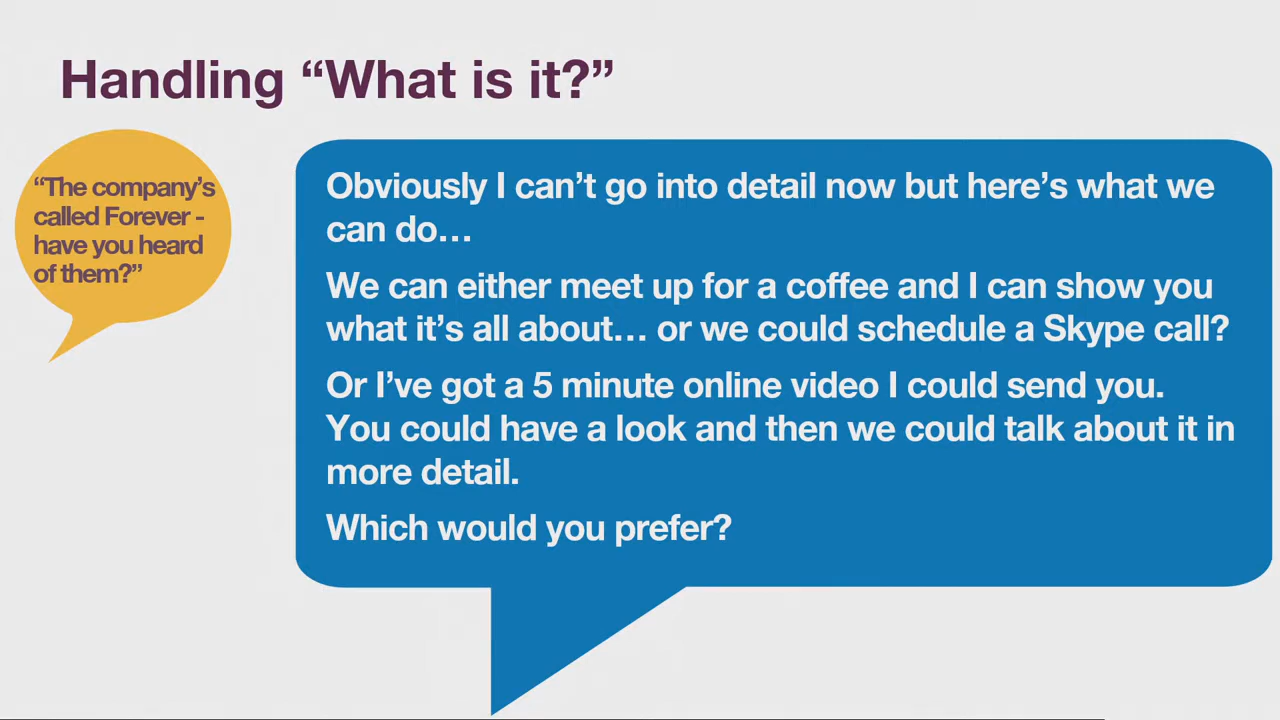 Handling “What is it?”
“The company’s
called Forever -
have you heard
of them?”
Obviously I can’t go into detail now but here’s what we
can do…
We can either meet up for a coffee and I can show you
what it’s all about… or we could schedule a Skype call?
Or I’ve got a 5 minute online video I could send you.
You could have a look and then we could talk about it in
more detail.
Which would you prefer?